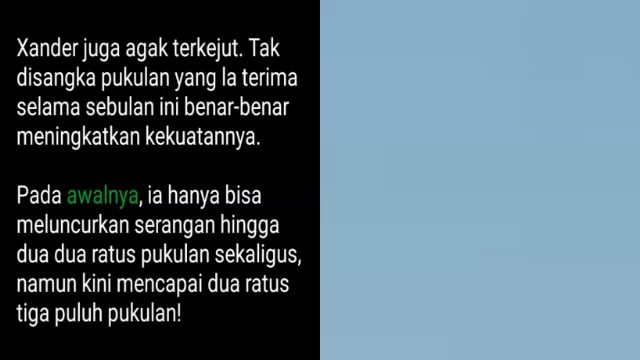 Xander juga agak terkejut. Tak
disangka pukulan yang Ia terima
selama sebulan ini benar-benar
meningkatkan kekuatannya.
Pada awalnya, ia hanya bisa
meluncurkan serangan hingga
dua dua ratus pukulan sekaligus,
namun kini mencapai dua ratus
tiga puluh pukulan!